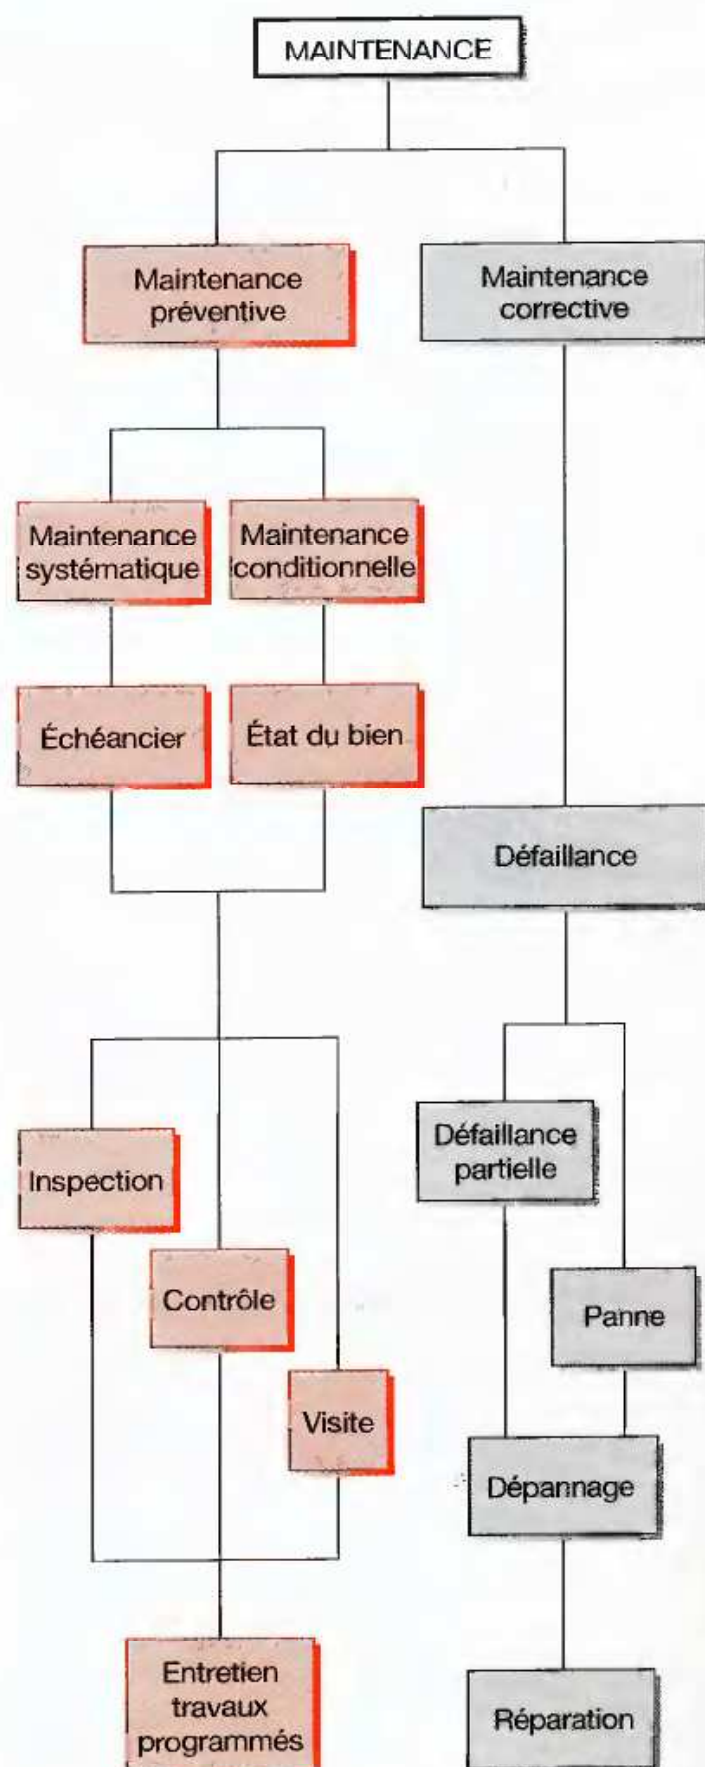 MAINTENANCE
Maintenance
préventive
Maintenance
corrective
Maintenance
systématique
Maintenance
conditionnelle
Échéancier
État du bien
Défaillance
Défaillance
partielle
Inspection
Contrôle
Panne
Visite
Dépannage
Entretien
travaux
programmés
Réparation